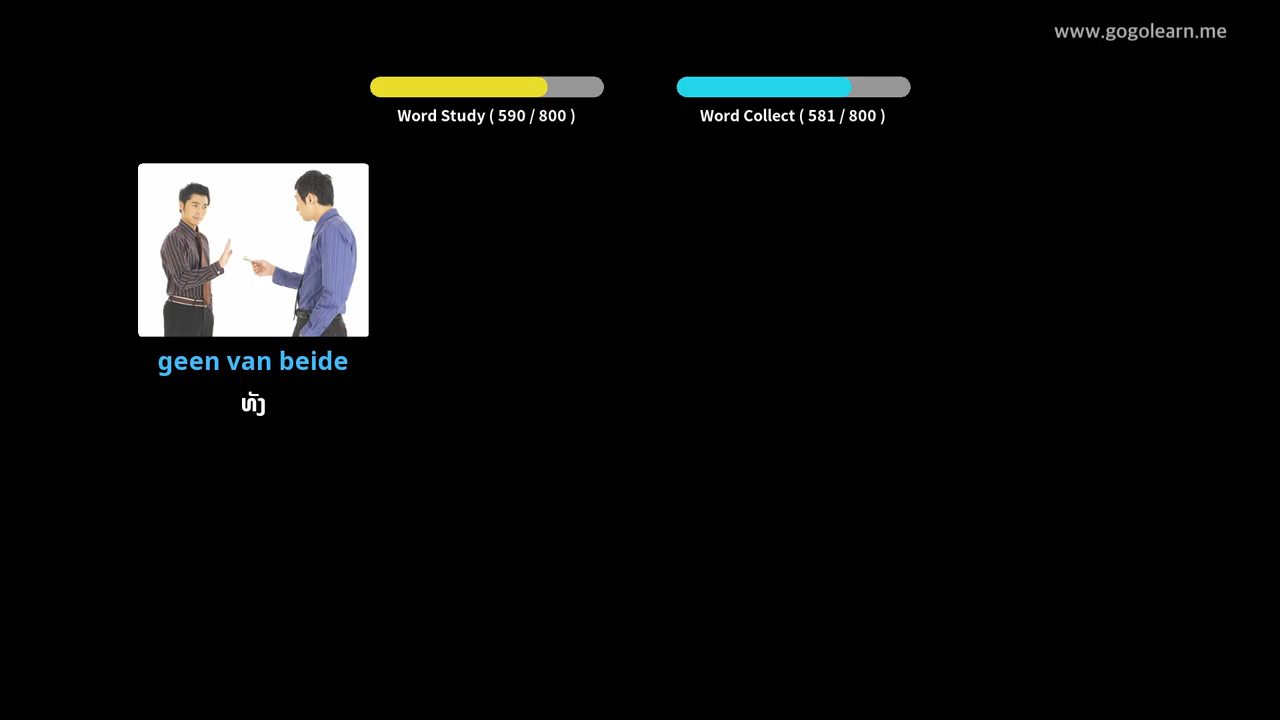 www.gogolearn.me
Word Study ( 590 / 800 )
Word Collect ( 581 / 800 )
geen van beide
ທັງ